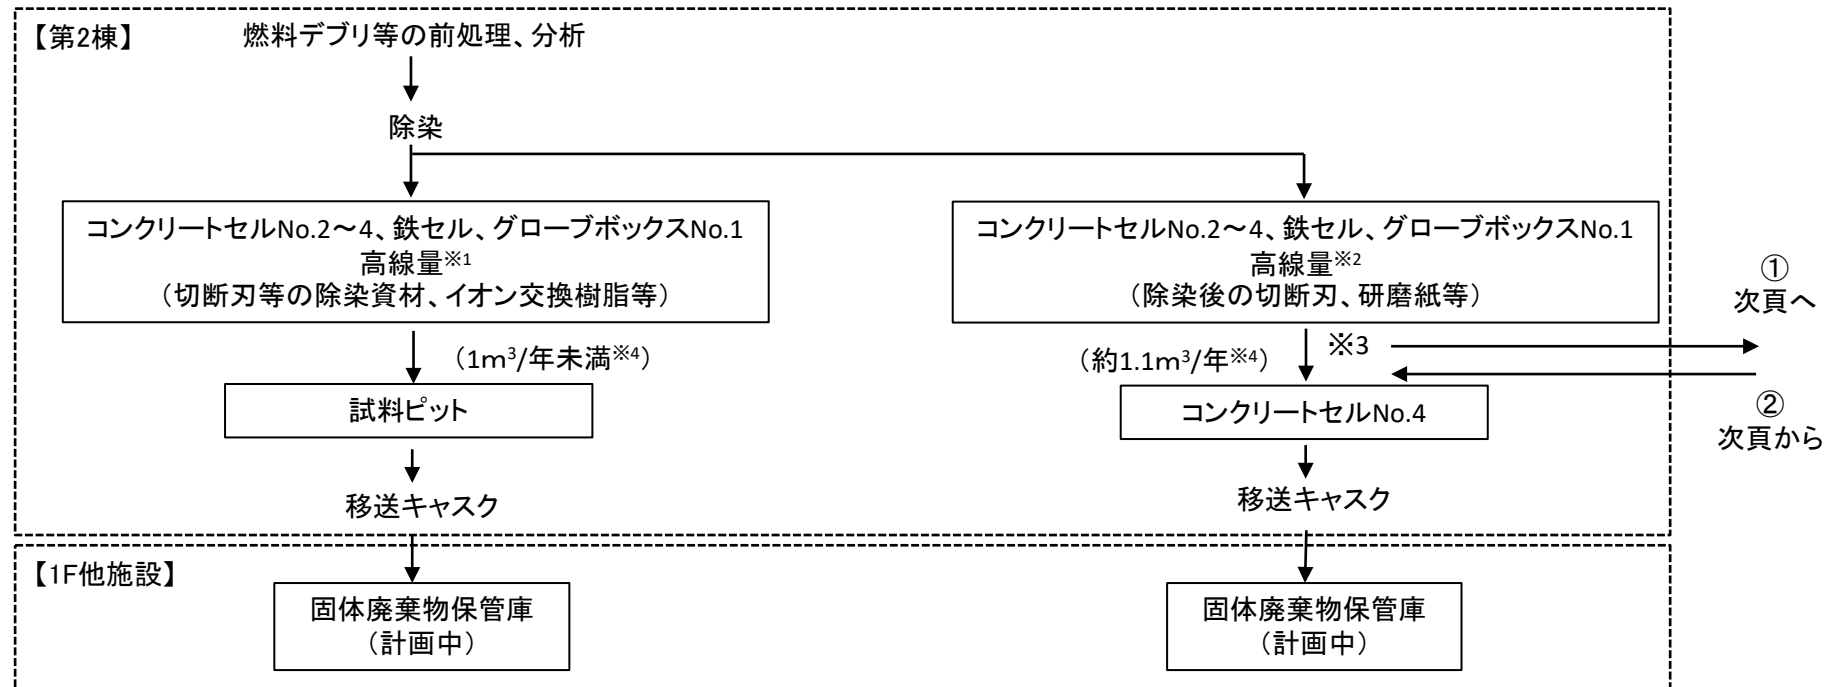 【第2棟】
燃料デブリ等の前処理、分析
除染
コンクリートセルNo.2～4、鉄セル、グローブボックスNo.1
高線量※1
（切断刃等の除染資材、イオン交換樹脂等）
コンクリートセルNo.2～4、鉄セル、グローブボックスNo.1
高線量※2
（除染後の切断刃、研磨紙等）
①
次頁へ
（1m³/年未満※4）
（約1.1m³/年※4）
※3
試料ピット
コンクリートセルNo.4
②
次頁から
移送キャスク
移送キャスク
【1F他施設】
固体廃棄物保管庫
（計画中）
固体廃棄物保管庫
（計画中）